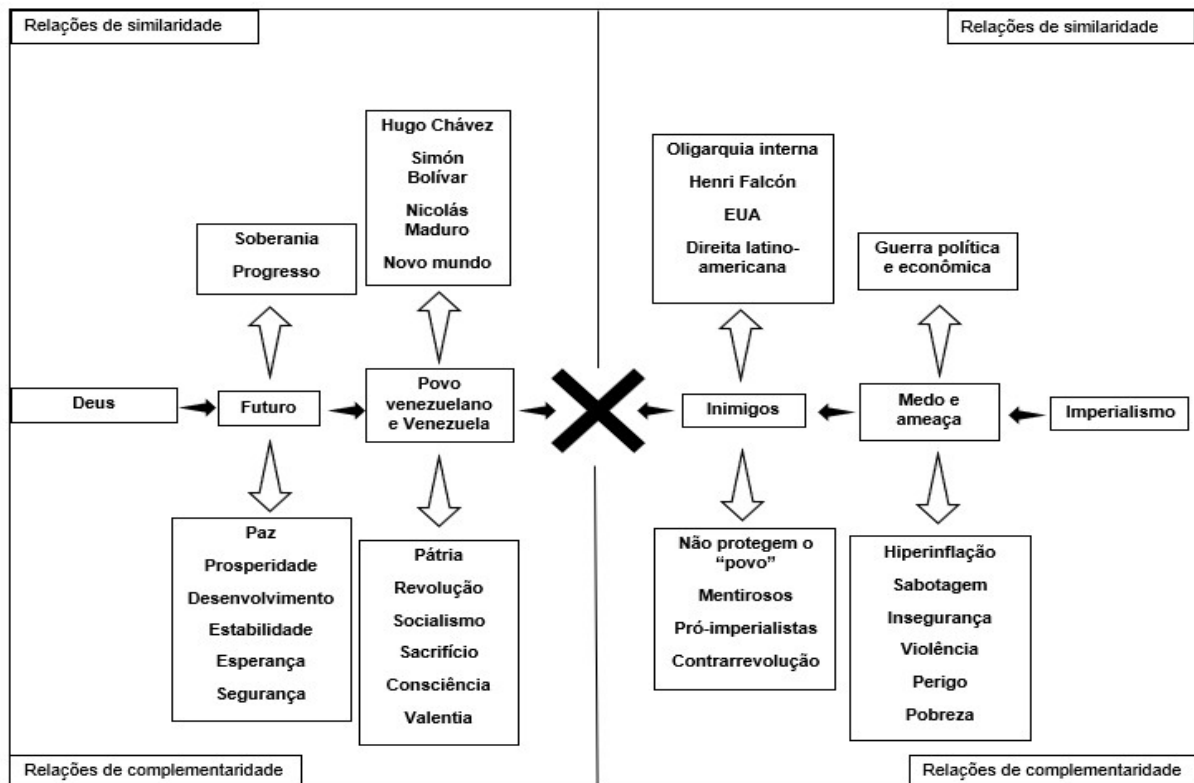 Relações de similaridade
Relações de similaridade
Hugo Chávez
Simón
Bolívar
Nicolás
Maduro
Novo mundo
Soberania
Progresso
Oligarquia interna
Henri Falcón
EUA
Direita latino-
americana
Guerra política
e econômica
Deus
Futuro
Povo
venezuelano
e Venezuela
Inimigos
Medo e
ameaça
Imperialismo
Paz
Prosperidade
Desenvolvimento
Estabilidade
Esperança
Segurança
Pátria
Revolução
Socialismo
Sacrifício
Consciência
Valentia
Não protegem o
“povo”
Mentirosos
Pró-imperialistas
Contrarrevolução
Hiperinflação
Sabotagem
Insegurança
Violência
Perigo
Pobreza
Relações de complementaridade
Relações de complementaridade